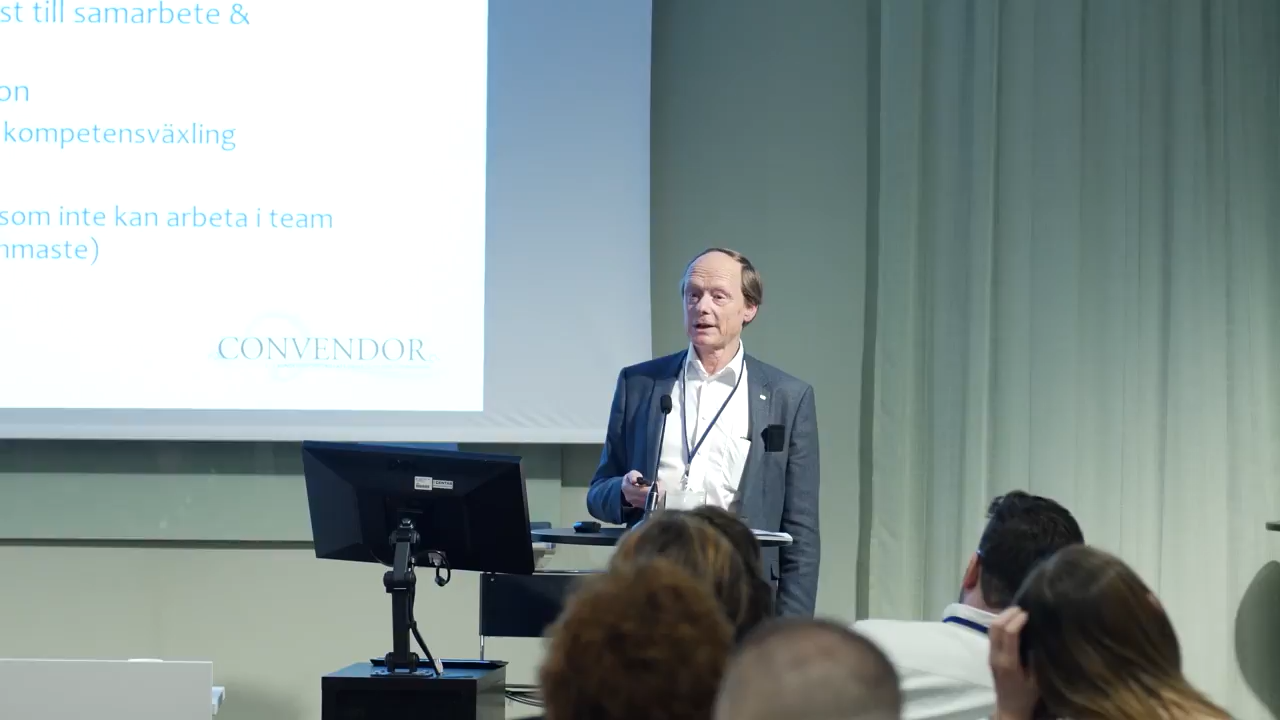 st till samarbete &
on
kompetensväxling
som inte kan arbeta i team
nmaste)
CONVENDOR